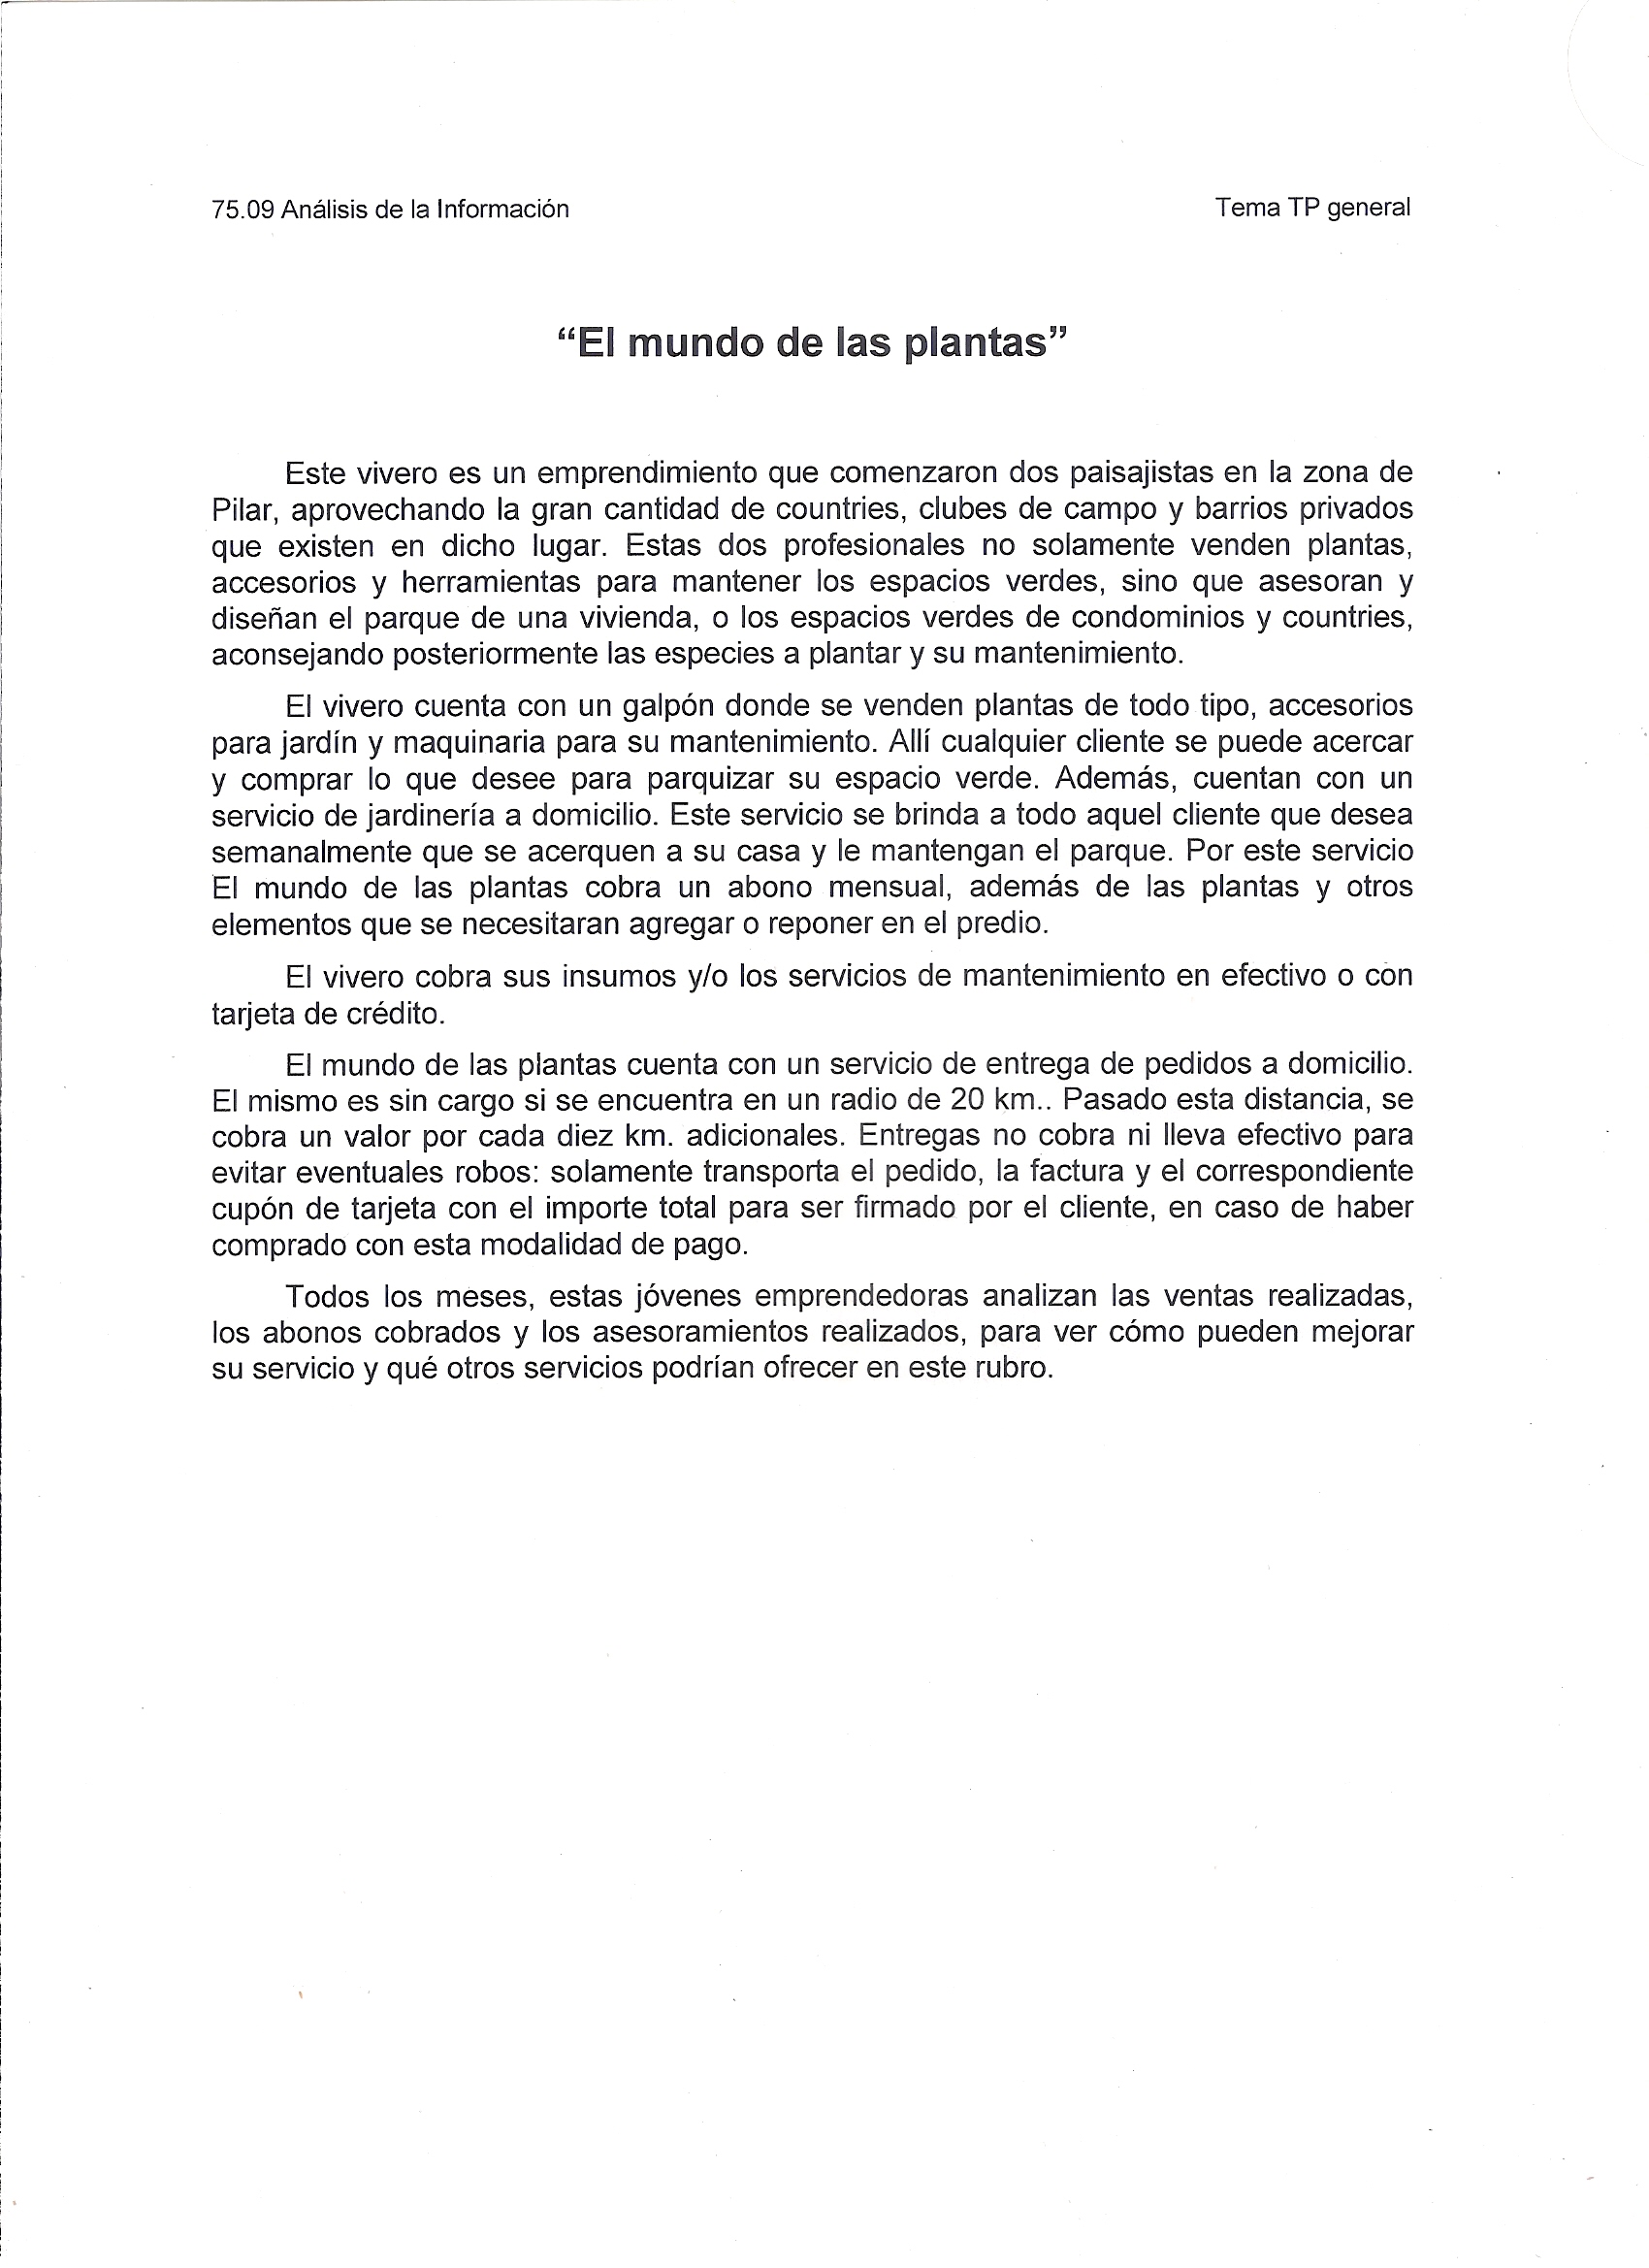 75.09 Análisis de la Información
Tema TP general
“El mundo de las plantas”
Este vivero es un emprendimiento que comenzaron dos paisajistas en la zona de
Pilar, aprovechando la gran cantidad de countries, clubes de campo y barrios privados
que existen en dicho lugar. Estas dos profesionales no solamente venden plantas,
accesorios y herramientas para mantener los espacios verdes, sino que asesoran y
diseñan el parque de una vivienda, o los espacios verdes de condominios y countries,
aconsejando posteriormente las especies a plantar y su mantenimiento.
El vivero cuenta con un galpón donde se venden plantas de todo tipo, accesorios
para jardín y maquinaria para su mantenimiento. Allí cualquier cliente se puede acercar
y comprar lo que desee para parquizar su espacio verde. Además, cuentan con un
servicio de jardinería a domicilio. Este servicio se brinda a todo aquel cliente que desea
semanalmente que se acerquen a su casa y le mantengan el parque. Por este servicio
El mundo de las plantas cobra un abono mensual, además de las plantas y otros
elementos que se necesitaran agregar o reponer en el predio.
El vivero cobra sus insumos y/o los servicios de mantenimiento en efectivo o con
tarjeta de crédito.
El mundo de las plantas cuenta con un servicio de entrega de pedidos a domicilio.
El mismo es sin cargo si se encuentra en un radio de 20 km.. Pasado esta distancia, se
cobra un valor por cada diez km. adicionales. Entregas no cobra ni lleva efectivo para
evitar eventuales robos: solamente transporta el pedido, la factura y el correspondiente
cupón de tarjeta con el importe total para ser firmado por el cliente, en caso de haber
comprado con esta modalidad de pago.
Todos los meses, estas jóvenes emprendedoras analizan las ventas realizadas,
los abonos cobrados y los asesoramientos realizados, para ver cómo pueden mejorar
su servicio y qué otros servicios podrían ofrecer en este rubro.